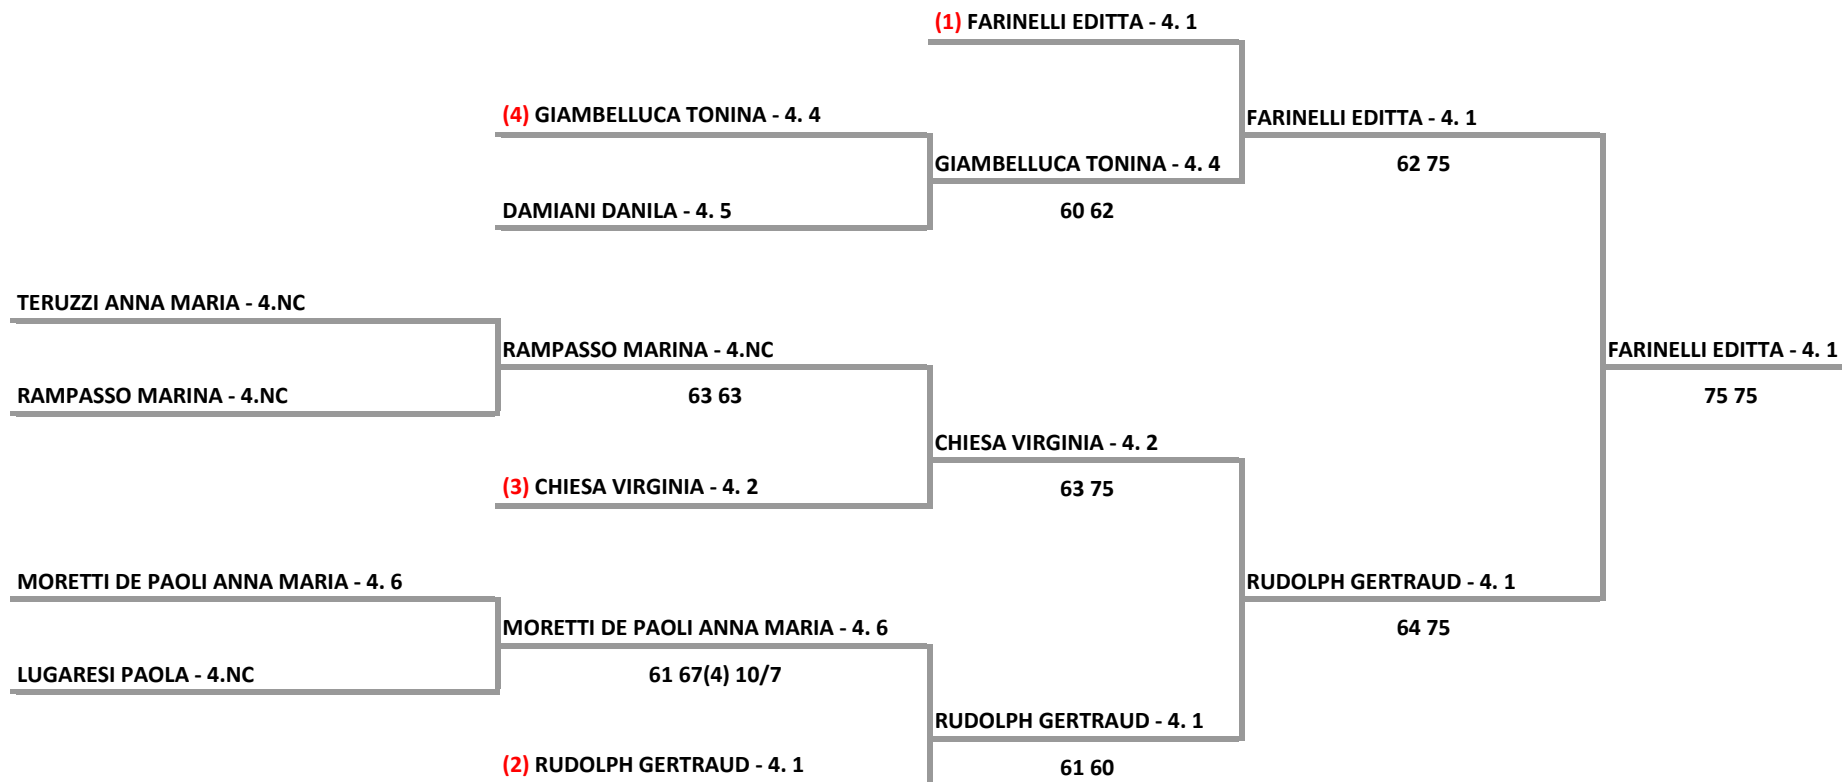 (1) FARINELLI EDITTA - 4. 1
(4) GIAMBELLUCA TONINA - 4. 4
FARINELLI EDITTA - 4. 1
GIAMBELLUCA TONINA - 4. 4
62 75
DAMIANI DANILA - 4. 5
60 62
TERUZZI ANNA MARIA - 4.NC
RAMPASSO MARINA - 4.NC
FARINELLI EDITTA - 4. 1
RAMPASSO MARINA - 4.NC
63 63
75 75
CHIESA VIRGINIA - 4. 2
(3) CHIESA VIRGINIA - 4. 2
63 75
MORETTI DE PAOLI ANNA MARIA - 4. 6
RUDOLPH GERTRAUD - 4. 1
MORETTI DE PAOLI ANNA MARIA - 4. 6
64 75
LUGARESI PAOLA - 4.NC
61 67(4) 10/7
RUDOLPH GERTRAUD - 4. 1
(2) RUDOLPH GERTRAUD - 4. 1
61 60